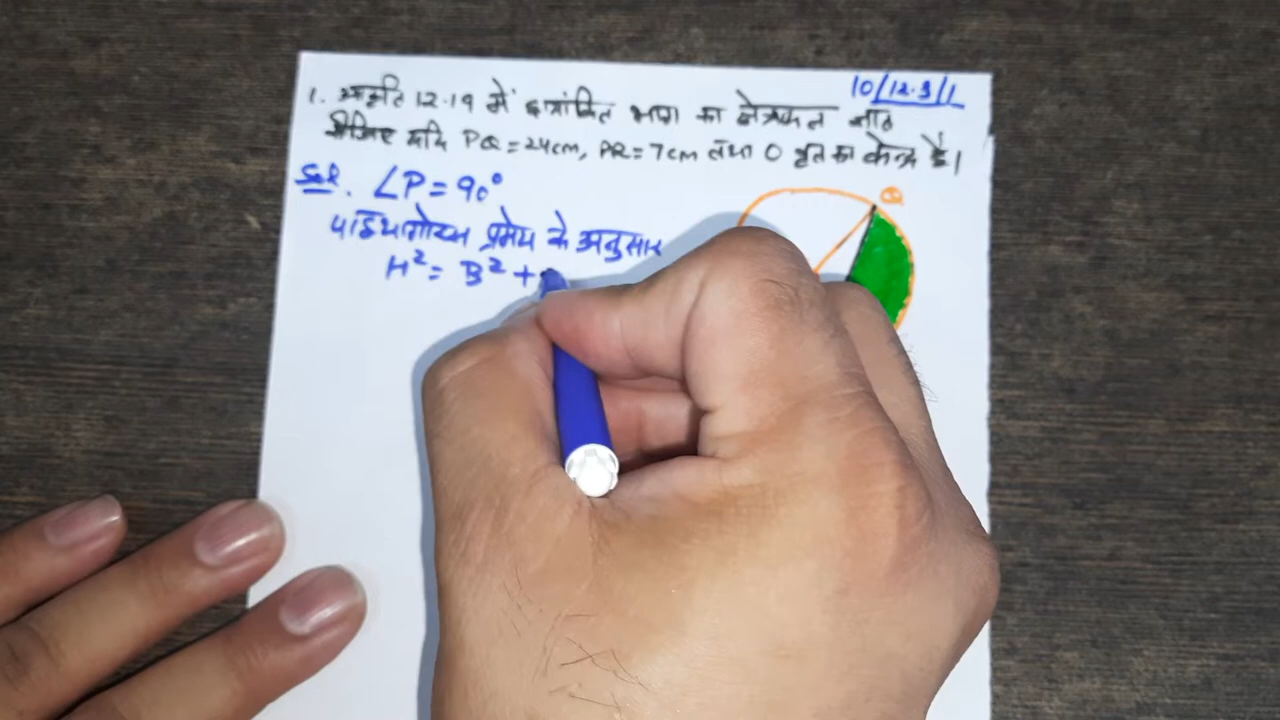 10/12.3/1
1. आकृति 12.19 में छायांकित भाग का क्षेत्रफल ज्ञात
कीजिए यदि PQ = 24cm, PR = 7cm तथा O वृत का केन्द्र है।
Sol. ∠P = 90°
पाइथागोरस प्रमेय के अनुसार
H² = B² +
Q